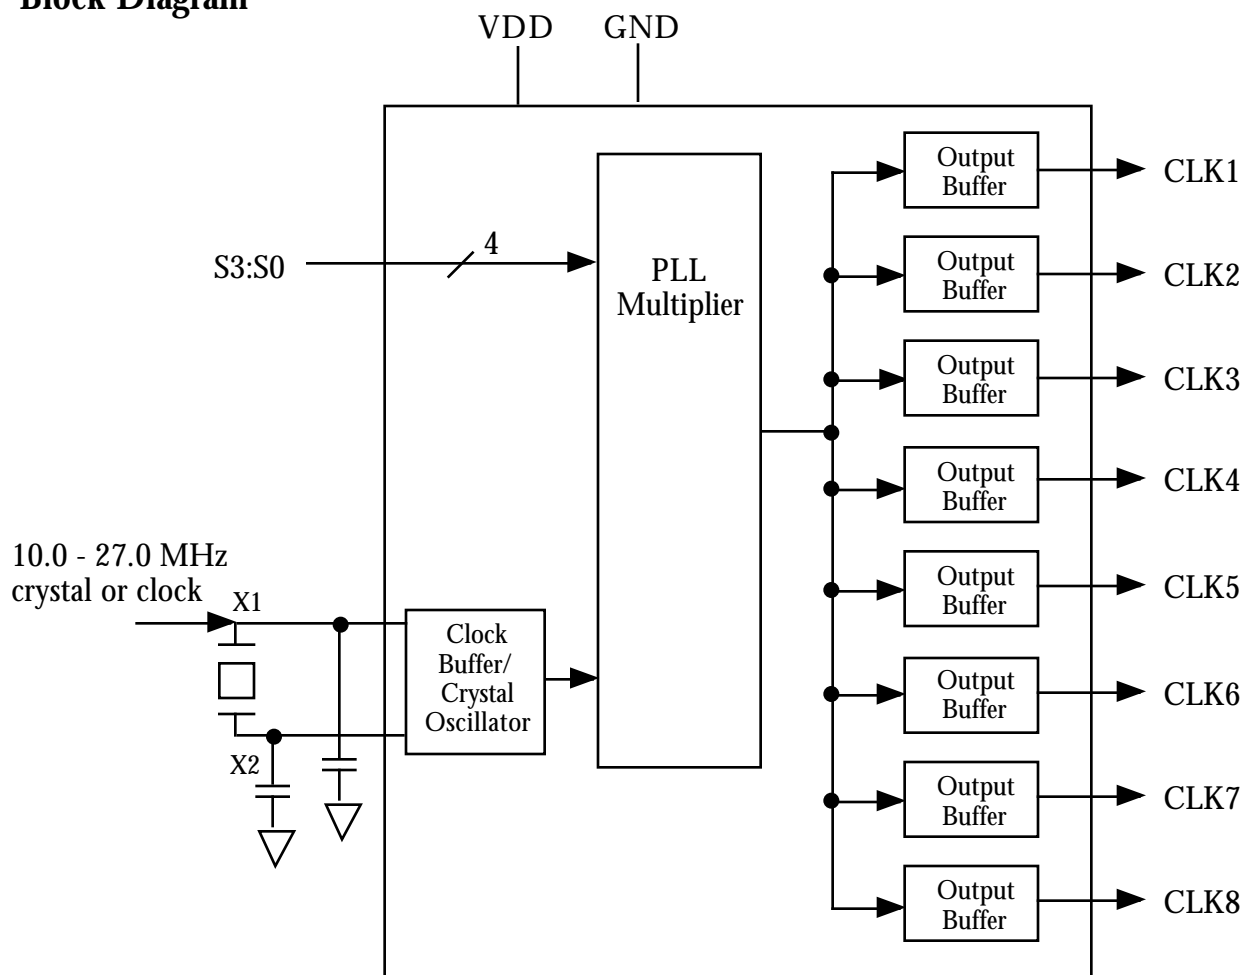 Block Diagram
VDD
GND
Output
Buffer
CLK1
S3:S0
4
PLL
Multiplier
Output
Buffer
CLK2
Output
Buffer
CLK3
Output
Buffer
CLK4
10.0 - 27.0 MHz
crystal or clock
X1
Clock
Buffer/
Crystal
Oscillator
X2
Output
Buffer
CLK5
Output
Buffer
CLK6
Output
Buffer
CLK7
Output
Buffer
CLK8